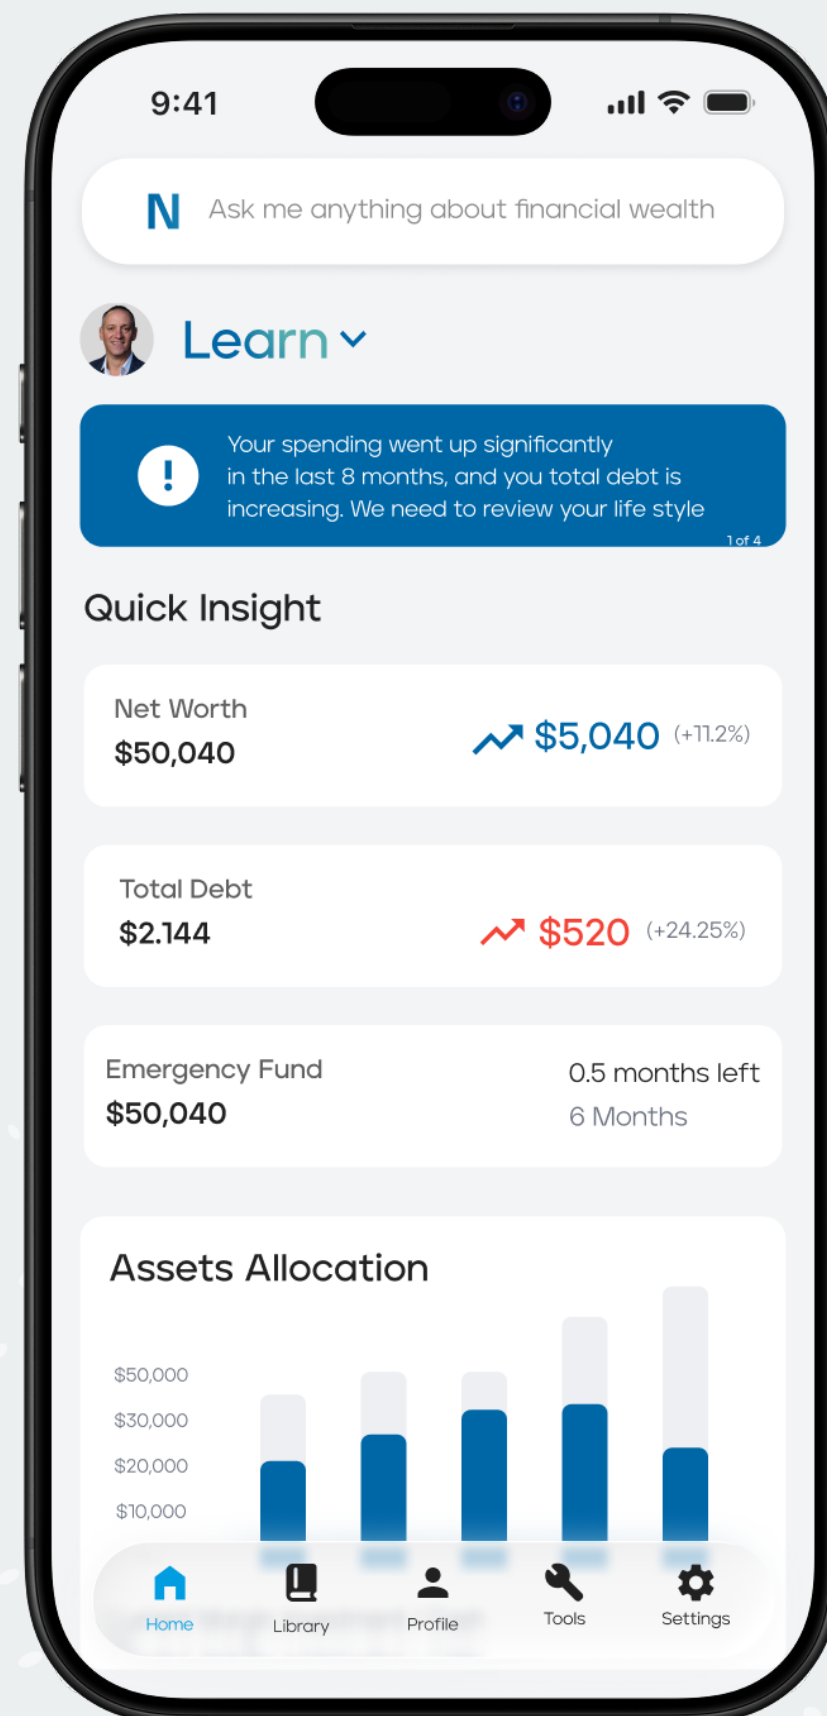 9:41
N Ask me anything about financial wealth
Learn
Your spending went up significantly
in the last 8 months, and you total debt is
increasing. We need to review your life style
1 of 4
Quick Insight
Net Worth
$50,040
$5,040 (+11.2%)
Total Debt
$2.144
$520 (+24.25%)
Emergency Fund
$50,040
0.5 months left
6 Months
Assets Allocation
$50,000
$30,000
$20,000
$10,000
Home
Library
Profile
Tools
Settings